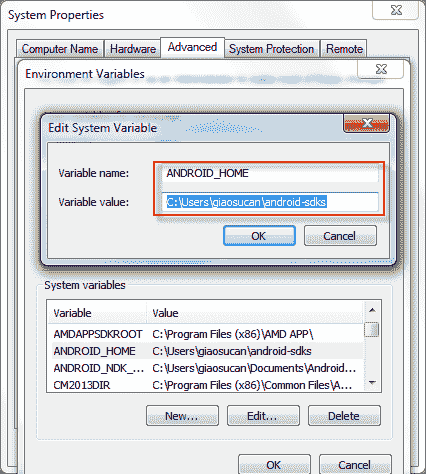 System Properties
Computer Name Hardware Advanced System Protection Remote
Environment Variables
Edit System Variable
Variable name: ANDROID_HOME
Variable value: C:\Users\giaosucan\android-sdks
OK Cancel
System variables
Variable Value
AMDAPPSDKROOT C:\Program Files (x86)\AMD APP\
ANDROID_HOME C:\Users\giaosucan\android-sdks
ANDROID_NDK_... C:\Users\giaosucan\Documents\Android...
CM2013DIR C:\Program Files (x86)\Common Files\A...
New... Edit... Delete
OK Cancel